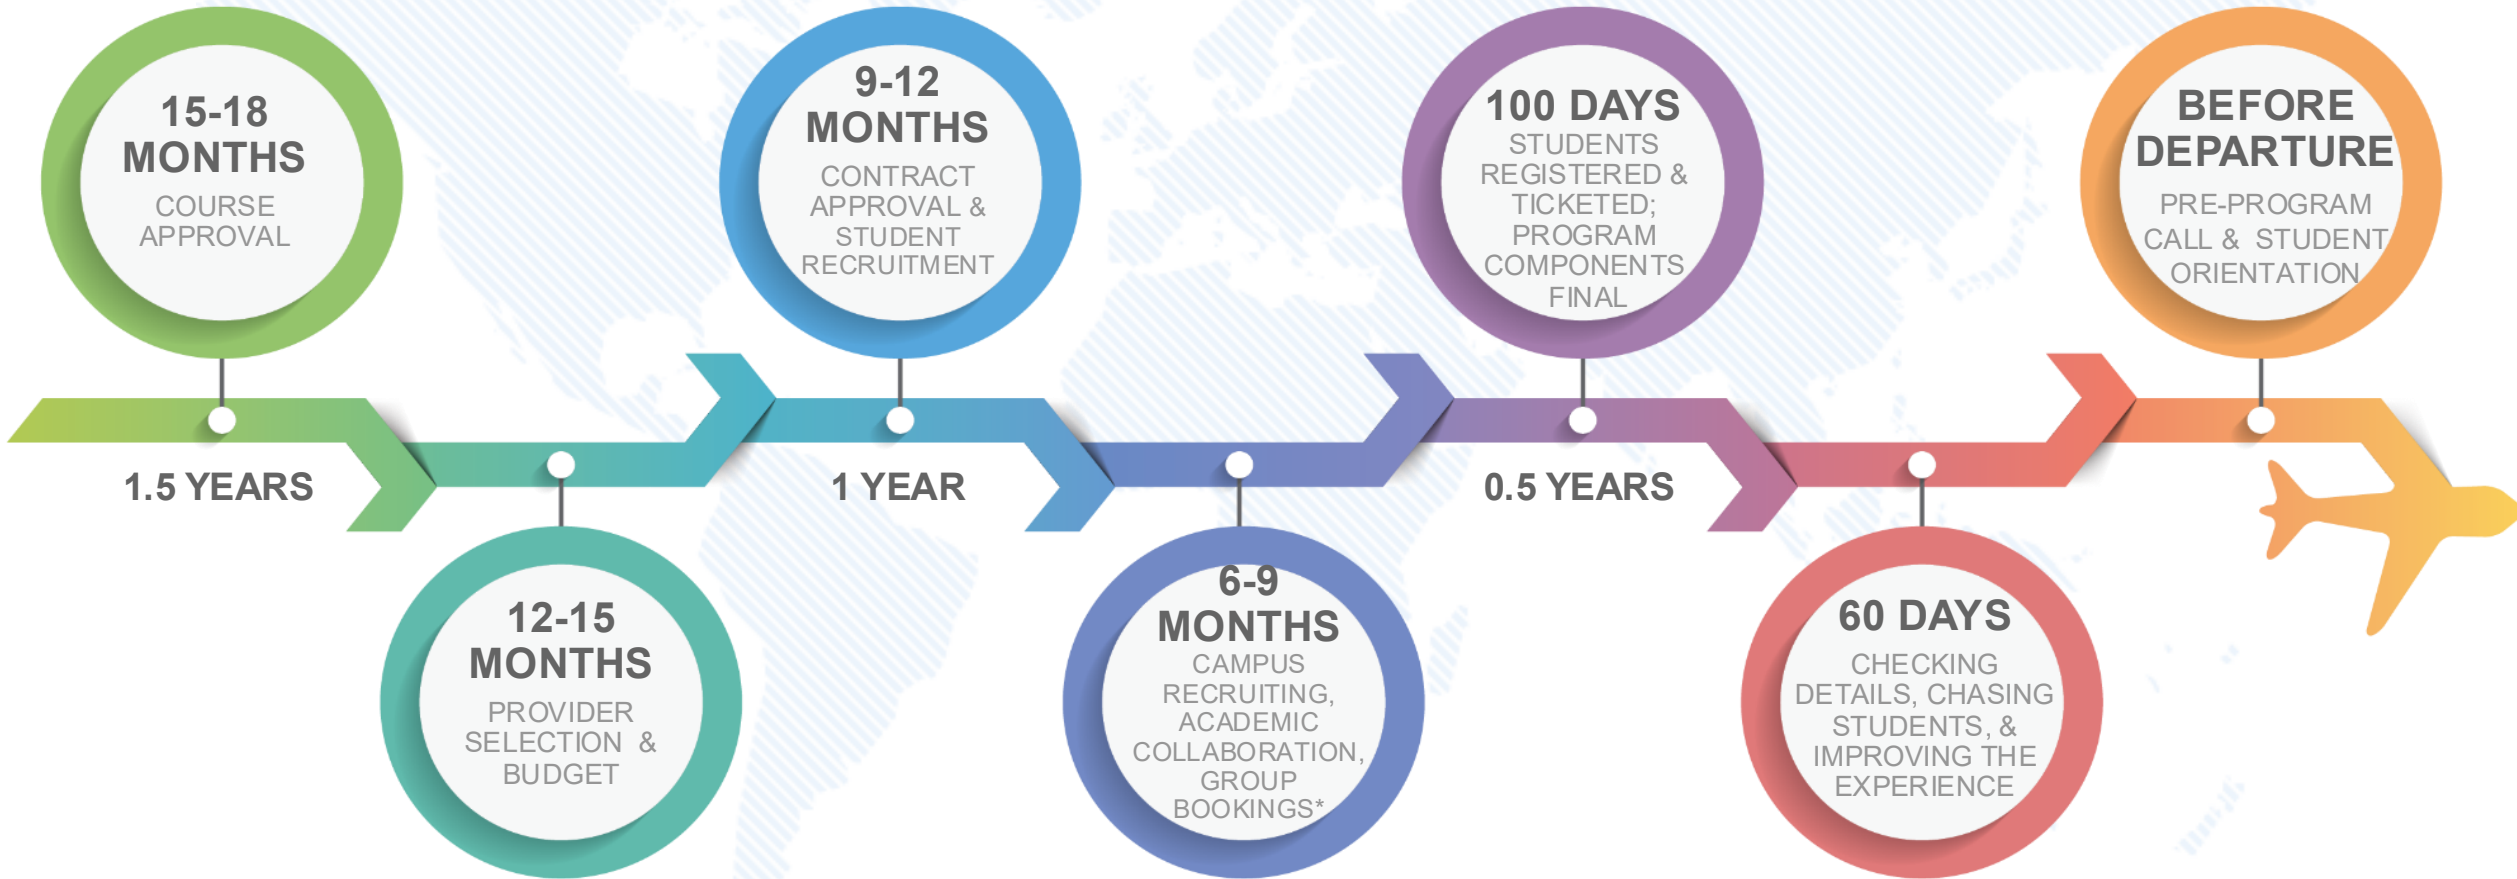 15-18
MONTHS
COURSE
APPROVAL
9-12
MONTHS
CONTRACT
APPROVAL &
STUDENT
RECRUITMENT
100 DAYS
STUDENTS
REGISTERED &
TICKETED;
PROGRAM
COMPONENTS
FINAL
BEFORE
DEPARTURE
PRE-PROGRAM
CALL & STUDENT
ORIENTATION
1.5 YEARS
1 YEAR
0.5 YEARS
12-15
MONTHS
PROVIDER
SELECTION &
BUDGET
6-9
MONTHS
CAMPUS
RECRUITING,
ACADEMIC
COLLABORATION,
GROUP
BOOKINGS*
60 DAYS
CHECKING
DETAILS, CHASING
STUDENTS, &
IMPROVING THE
EXPERIENCE